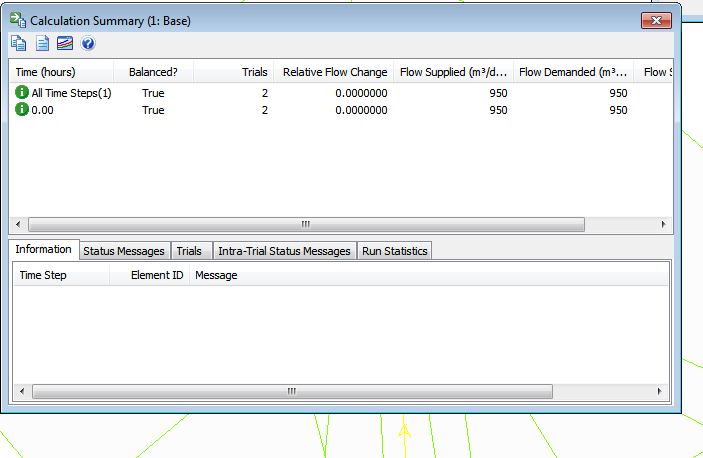 Calculation Summary (1: Base)
Time (hours) Balanced? Trials Relative Flow Change Flow Supplied (m³/d... Flow Demanded (m³... Flow S
All Time Steps(1) True 2 0.0000000 950 950
0.00 True 2 0.0000000 950 950
Information Status Messages Trials Intra-Trial Status Messages Run Statistics
Time Step Element ID Message